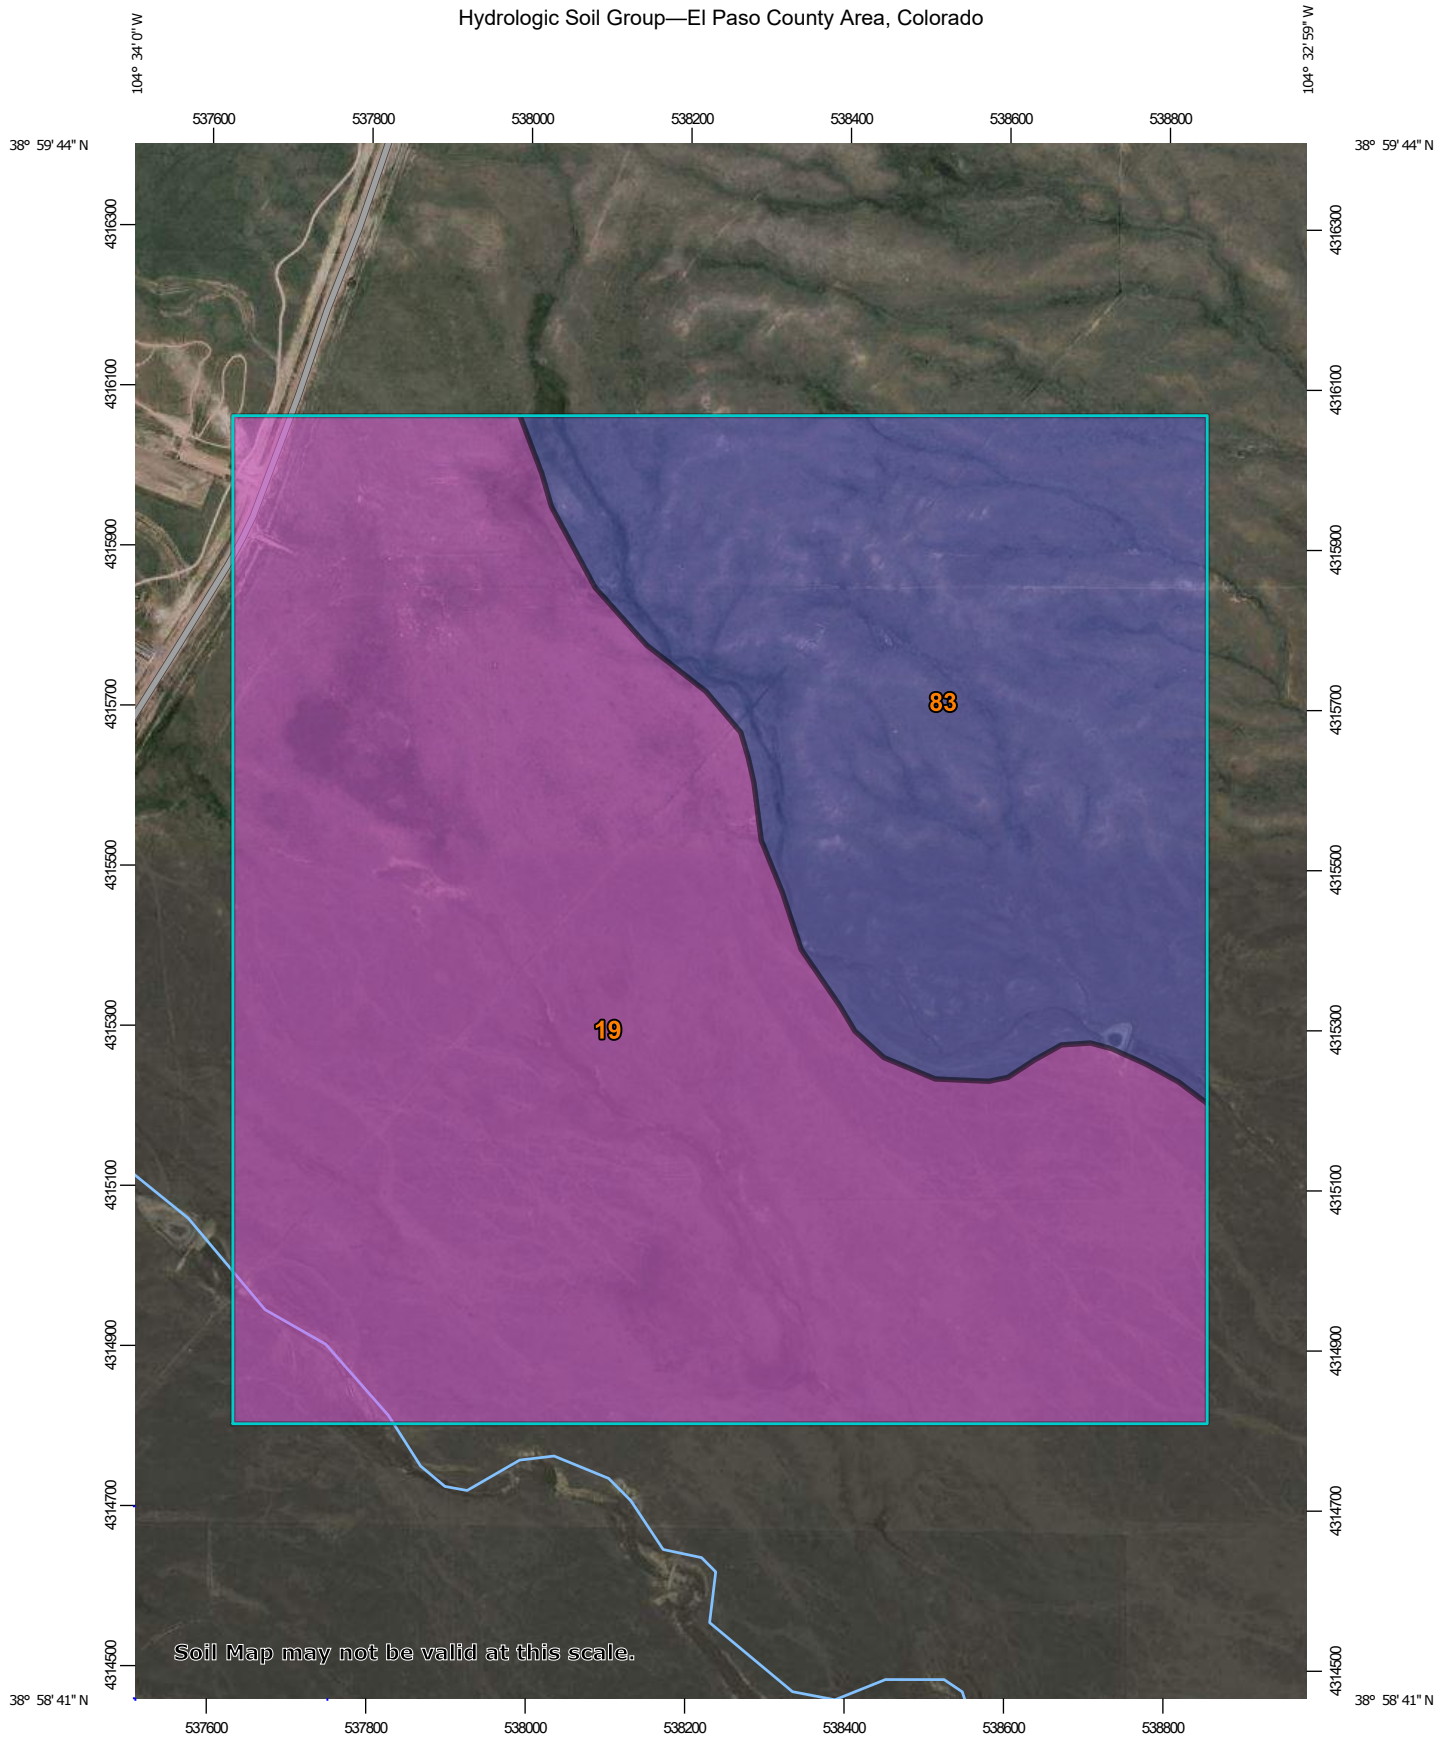 Hydrologic Soil Group—El Paso County Area, Colorado
104° 34' 0'' W
104° 32' 59'' W
537600 537800 538000 538200 538400 538600 538800
38° 59' 44'' N
38° 59' 44'' N
4316300
4316300
4316100
4316100
4315900
4315900
4315700
83
4315700
4315500
4315500
4315300
19
4315300
4315100
4315100
4314900
4314900
4314700
4314700
Soil Map may not be valid at this scale.
4314500
4314500
38° 58' 41'' N
38° 58' 41'' N
537600 537800 538000 538200 538400 538600 538800